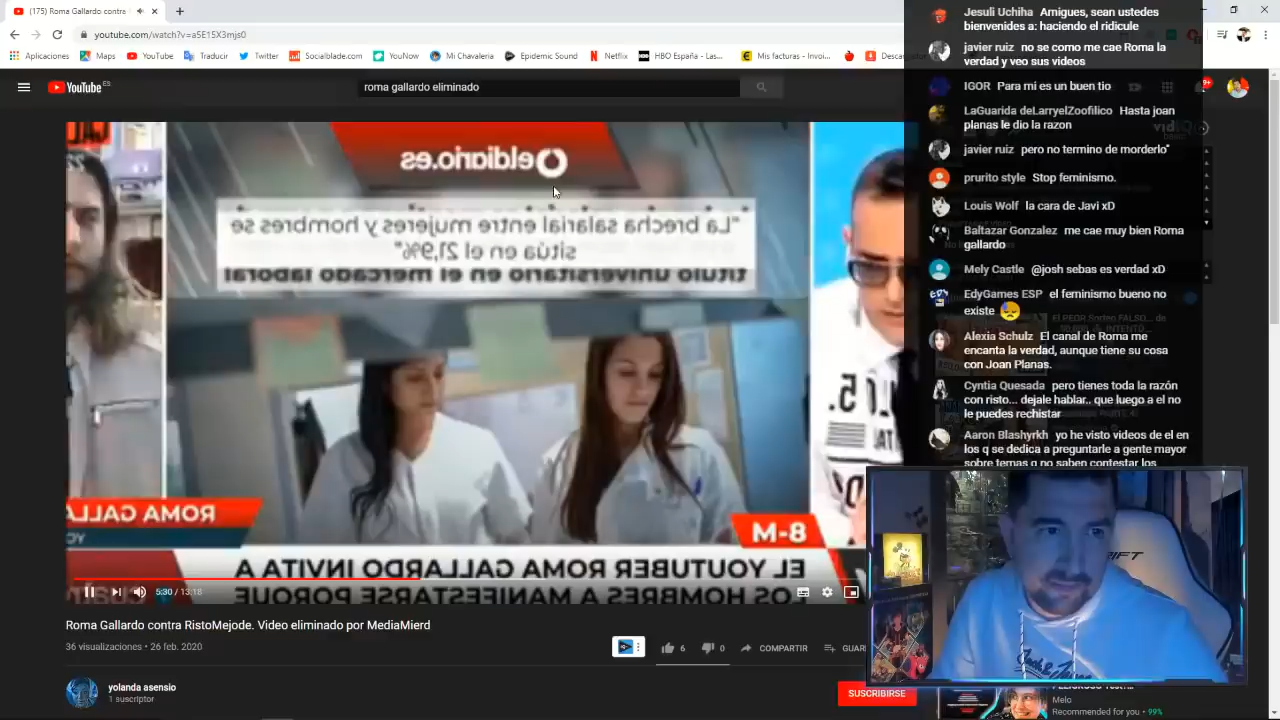 (175) Roma Gallardo contr
youtube.com/watch?v=a5E15X3mjs0
Aplicaciones
Maps
YouTube
Traducir
Twitter
Socialblade.com
YouNow
Epidemic Sound
Netflix
HBO España - Las...
Mis facturas - Invoi...
Descava
YouTube ES
roma gallardo eliminado
9+
eldiario.es
"La brecha salarial entre mujeres y hombres se
sitúa en el 21,9%"
título universitario en el mercado laboral
ROMA GALLA
8-M
EL YOUTUBER ROMA GALLARDO INVITA A
LOS HOMBRES A MANIFESTARSE PORQUE
5:30 / 13:18
Roma Gallardo contra RistoMejode. Video eliminado por MediaMierd
36 visualizaciones • 26 feb. 2020
6
0
COMPARTIR
GUAR
yolanda asensio
1 suscriptor
SUSCRIBIRSE
Jesuli Uchiha Amigues, sean ustedes
bienvenides a: haciendo el ridicule
javier ruiz no se como me cae Roma la
verdad y veo sus videos
IGOR Para mi es un buen tio
LaGuarida deLarryelZoofilico Hasta joan
planas le dio la razon
javier ruiz pero no termino de morderlo"
prurito style Stop feminismo.
Louis Wolf la cara de Javi xD
Baltazar Gonzalez me cae muy bien Roma
gallardo
Mely Castle @josh sebas es verdad xD
EdyGames ESP el feminismo bueno no
existe
Alexia Schulz El canal de Roma me
encanta la verdad, aunque tiene su cosa
con Joan Planas.
Cyntia Quesada pero tienes toda la razón
con risto... dejale hablar.. que luego a el no
le puedes rechistar
Aaron Blashyrkh yo he visto videos de el en
los q se dedica a preguntarle a gente mayor
sobre temas q no saben contestar los
Melo
Recommended for you • 99%